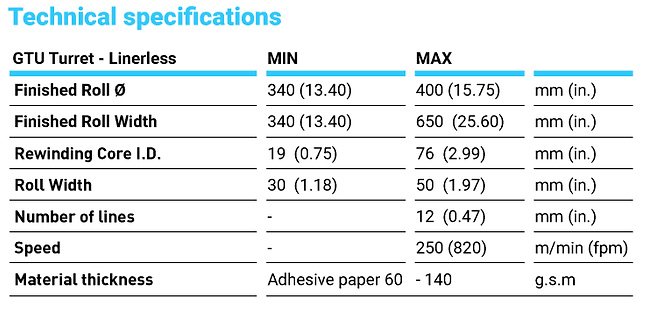 Technical specifications
GTU Turret - Linerless MIN MAX
Finished Roll Ø 340 (13.40) 400 (15.75) mm (in.)
Finished Roll Width 340 (13.40) 650 (25.60) mm (in.)
Rewinding Core I.D. 19 (0.75) 76 (2.99) mm (in.)
Roll Width 30 (1.18) 50 (1.97) mm (in.)
Number of lines - 12 (0.47) mm (in.)
Speed - 250 (820) m/min (fpm)
Material thickness Adhesive paper 60 - 140 g.s.m